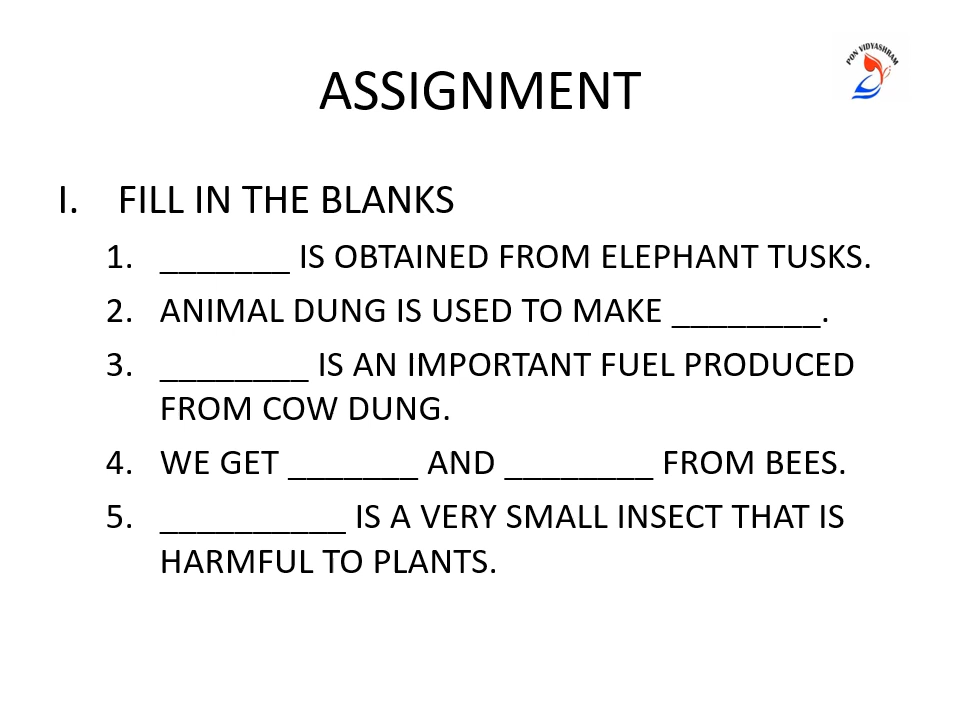 PON VIDYASHRAM
ASSIGNMENT
I. FILL IN THE BLANKS
1. _______ IS OBTAINED FROM ELEPHANT TUSKS.
2. ANIMAL DUNG IS USED TO MAKE ________.
3. ________ IS AN IMPORTANT FUEL PRODUCED
FROM COW DUNG.
4. WE GET _______ AND ________ FROM BEES.
5. __________ IS A VERY SMALL INSECT THAT IS
HARMFUL TO PLANTS.